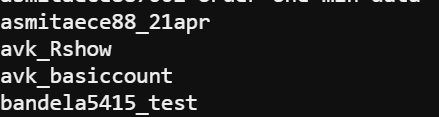 asmitaece88_21apr
avk_Rshow
avk_basiccount
bandela5415_test